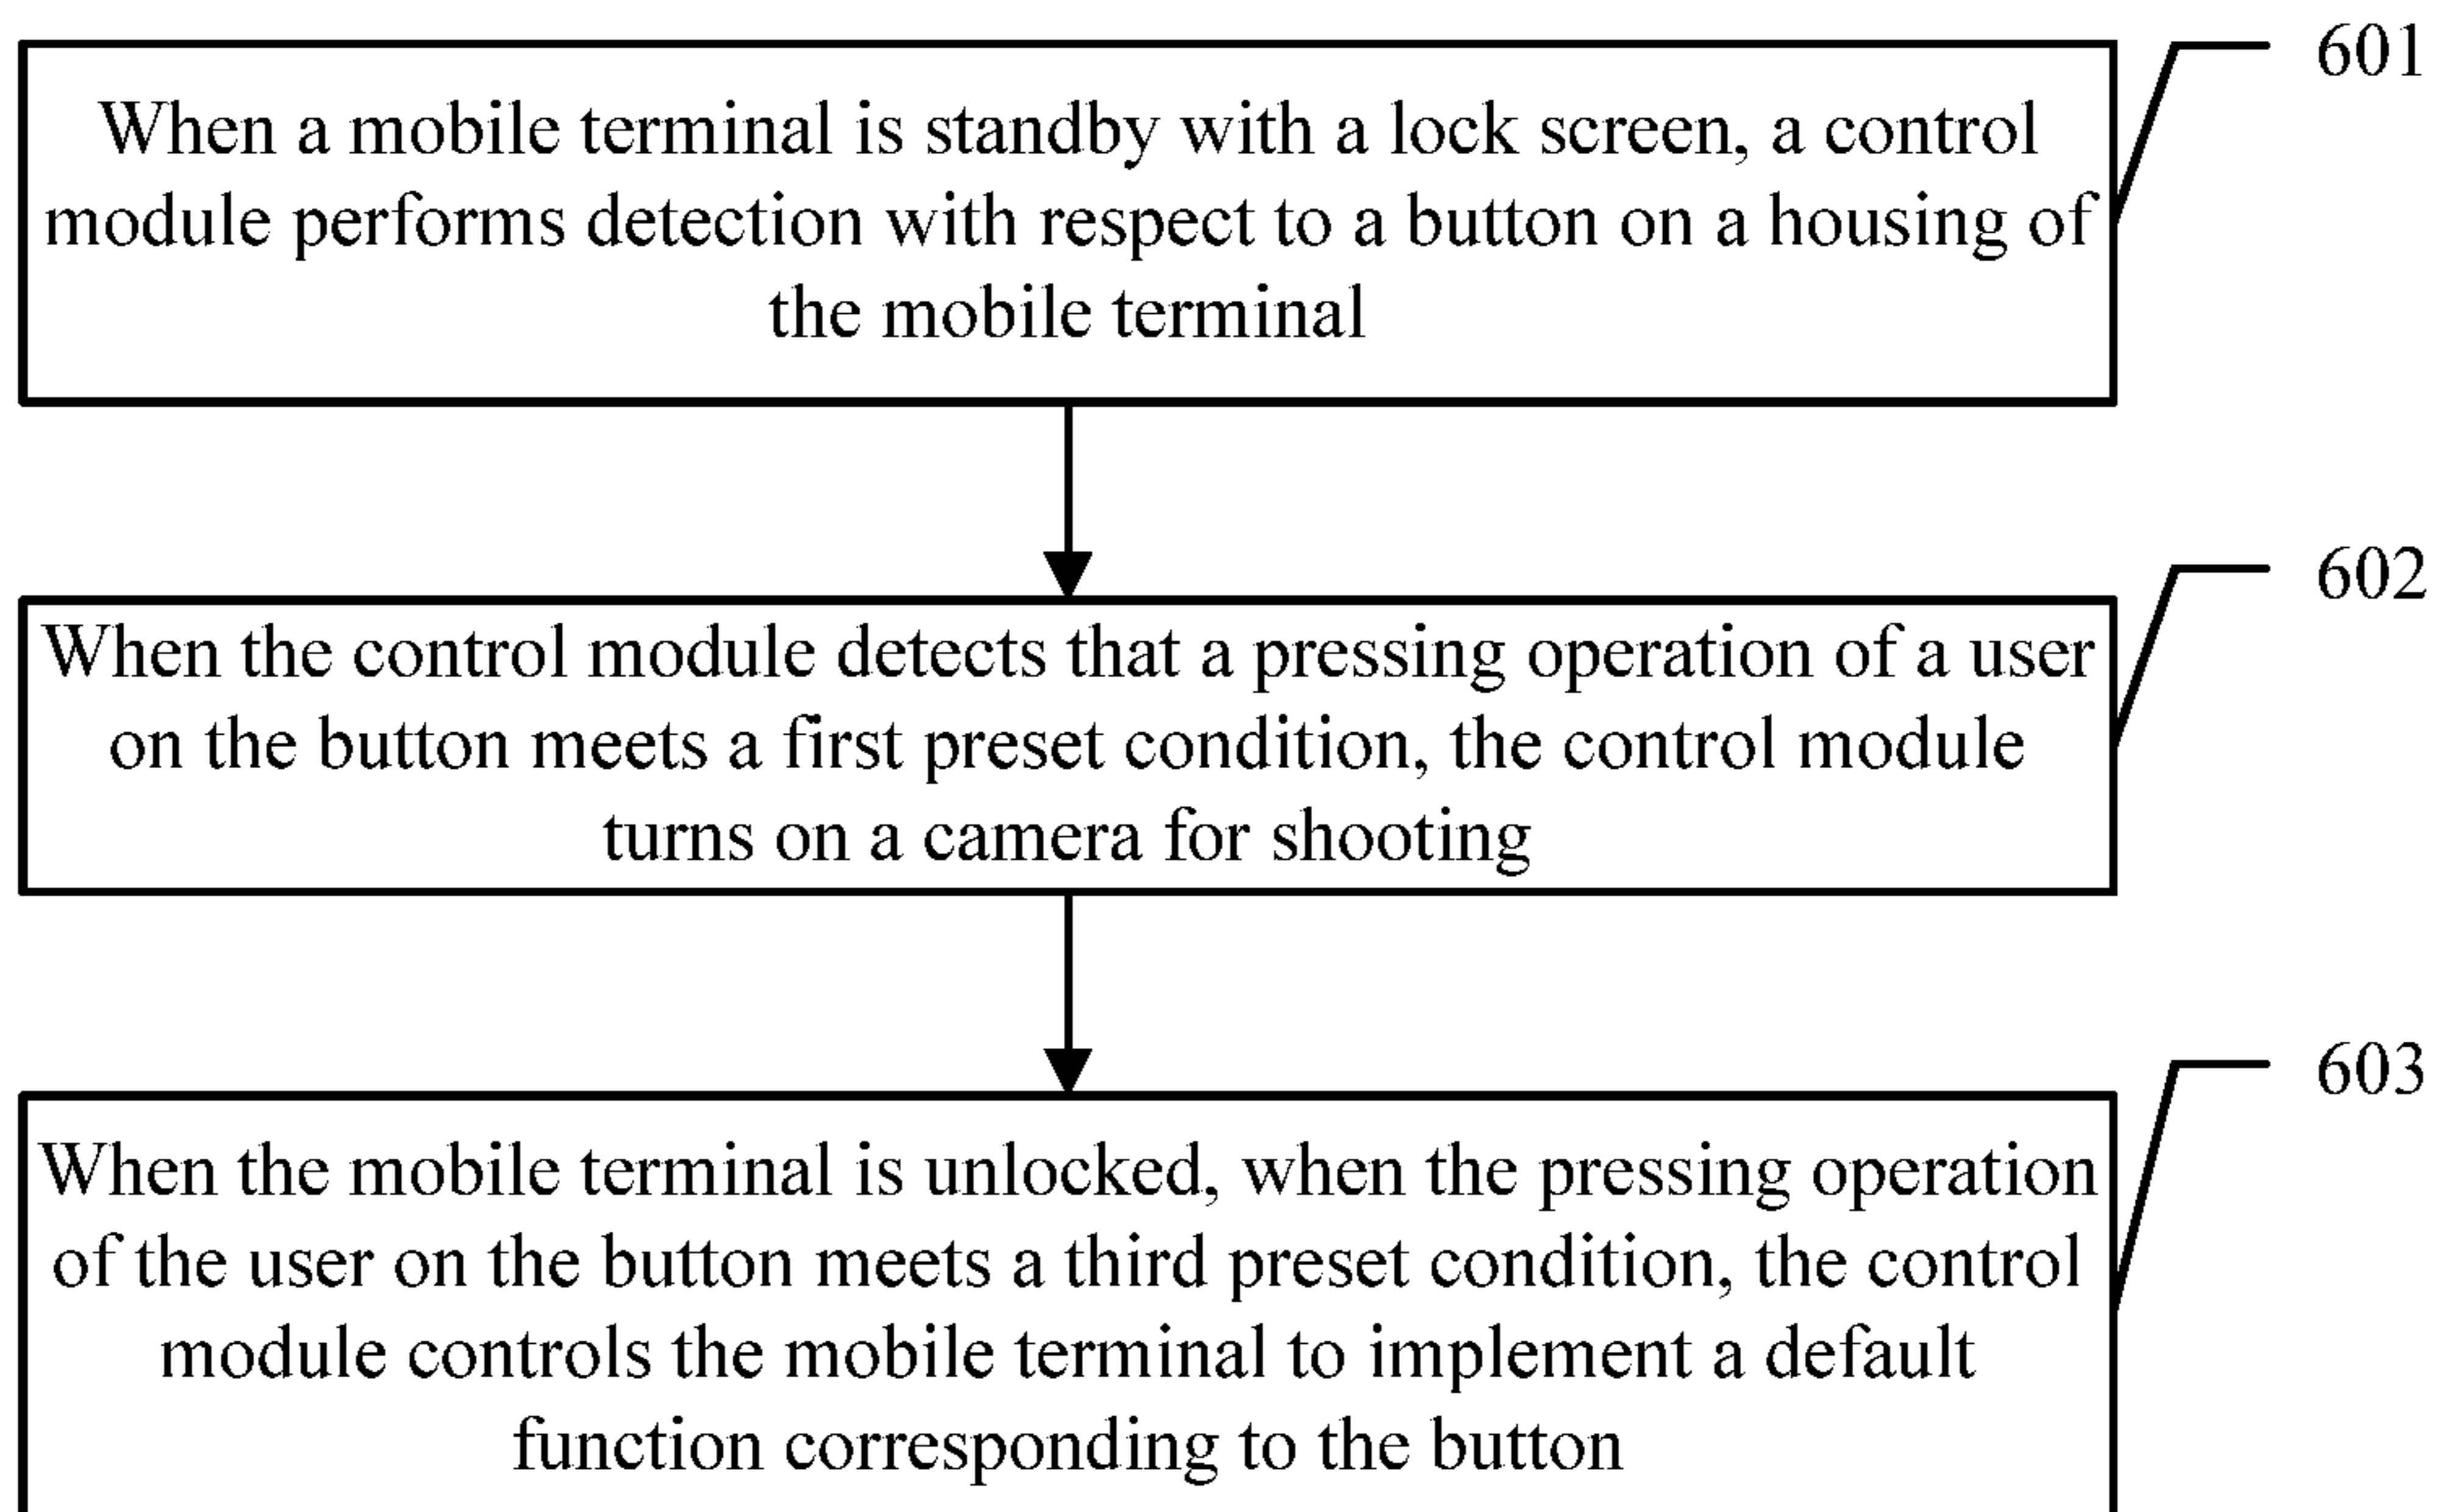 601
When a mobile terminal is standby with a lock screen, a control
module performs detection with respect to a button on a housing of
the mobile terminal
602
When the control module detects that a pressing operation of a user
on the button meets a first preset condition, the control module
turns on a camera for shooting
603
When the mobile terminal is unlocked, when the pressing operation
of the user on the button meets a third preset condition, the control
module controls the mobile terminal to implement a default
function corresponding to the button